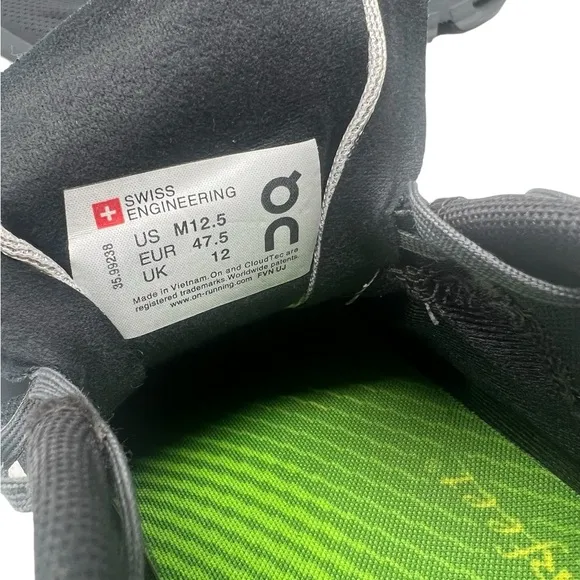 SWISS
ENGINEERING
US M12.5
EUR 47.5
UK 12
35.99238
Made in Vietnam. On and CloudTec are
registered trademarks. Worldwide patents.
www.on-running.com FVN UJ